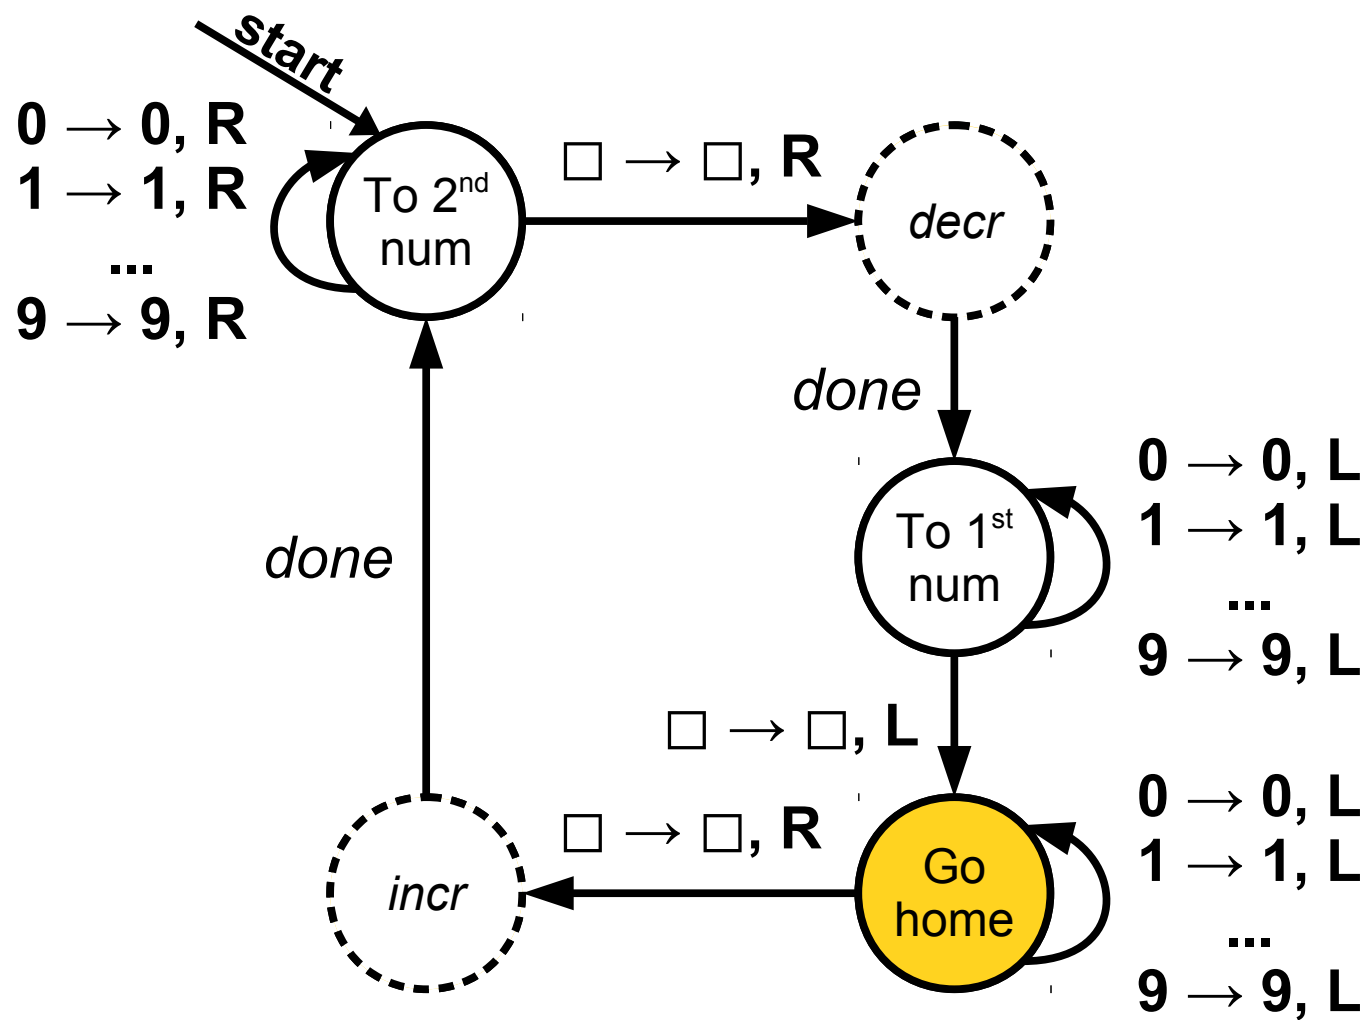 start
0 → 0, R
1 → 1, R
...
9 → 9, R
To 2nd
num
□ → □, R
decr
done
0 → 0, L
1 → 1, L
...
9 → 9, L
To 1st
num
done
□ → □, L
□ → □, R
0 → 0, L
1 → 1, L
...
9 → 9, L
Go
home
incr